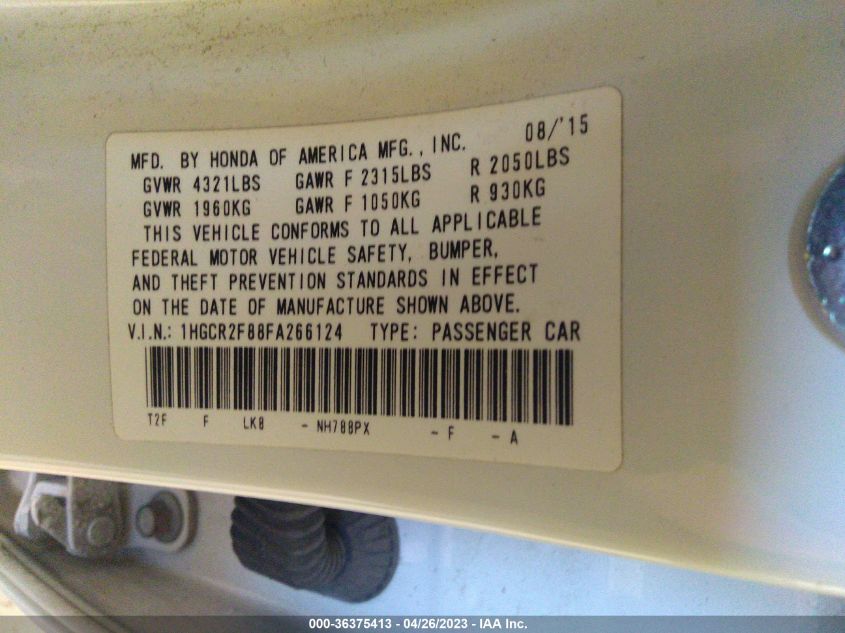 MFD. BY HONDA OF AMERICA MFG., INC. 08/'15
GVWR 4321LBS GAWR F 2315LBS R 2050LBS
GVWR 1960KG GAWR F 1050KG R 930KG
THIS VEHICLE CONFORMS TO ALL APPLICABLE
FEDERAL MOTOR VEHICLE SAFETY, BUMPER,
AND THEFT PREVENTION STANDARDS IN EFFECT
ON THE DATE OF MANUFACTURE SHOWN ABOVE.
V.I.N.: 1HGCR2F88FA266124 TYPE: PASSENGER CAR
T2F F LK8 - NH788PX - F - A
000-36375413 - 04/26/2023 - IAA Inc.